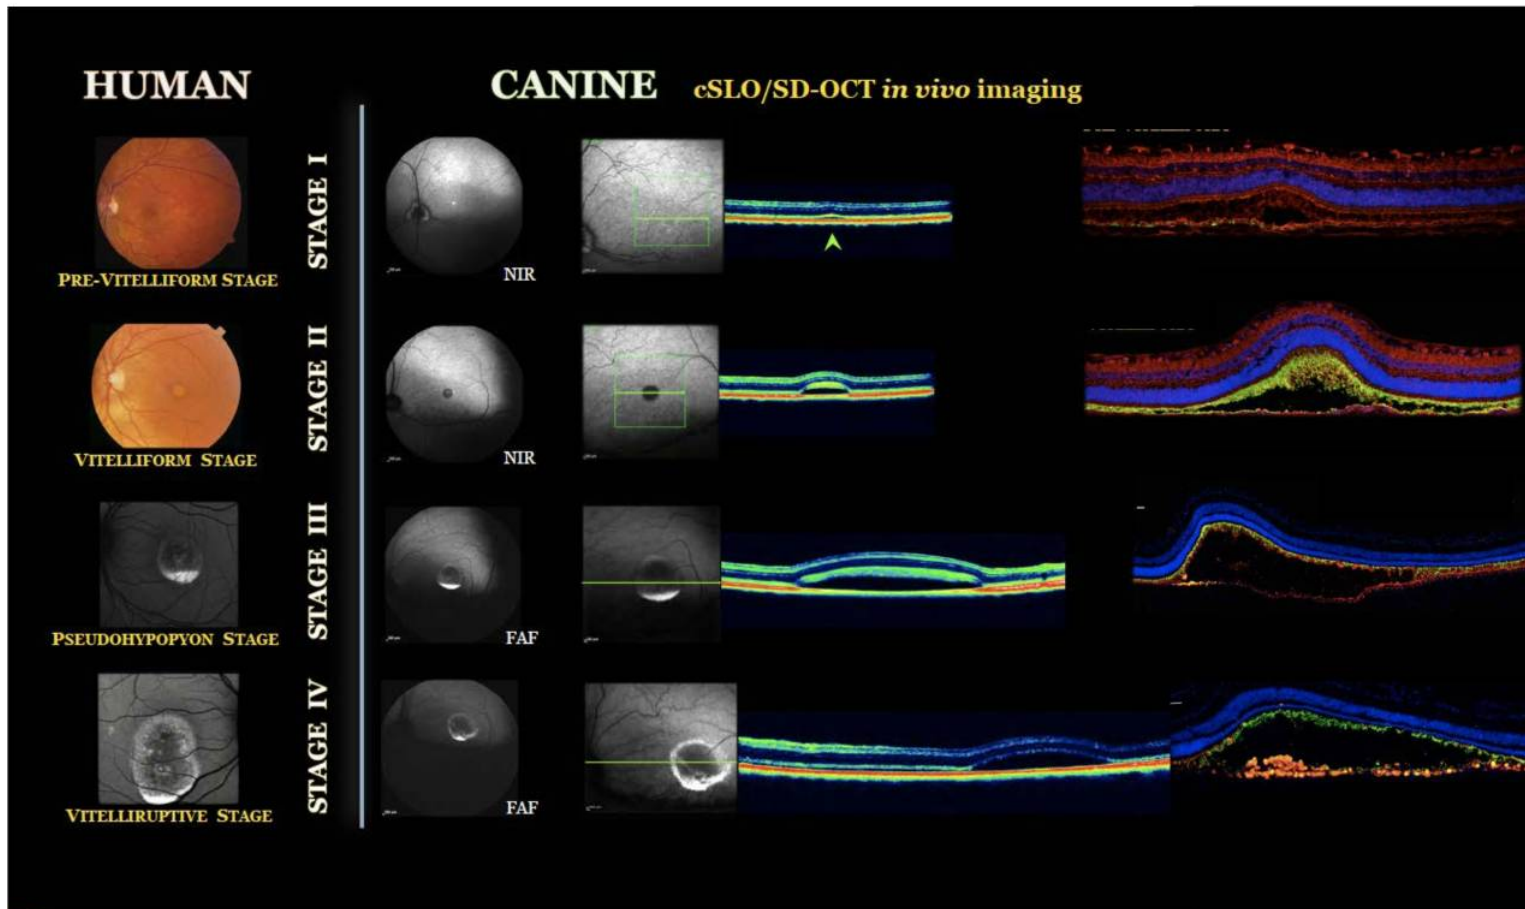 HUMAN
CANINE cSLO/SD-OCT in vivo imaging
STAGE I
PRE-VITELLIFORM STAGE
NIR
STAGE II
VITELLIFORM STAGE
NIR
STAGE III
PSEUDOHYPOPYON STAGE
FAF
STAGE IV
VITELLIRUPTIVE STAGE
FAF